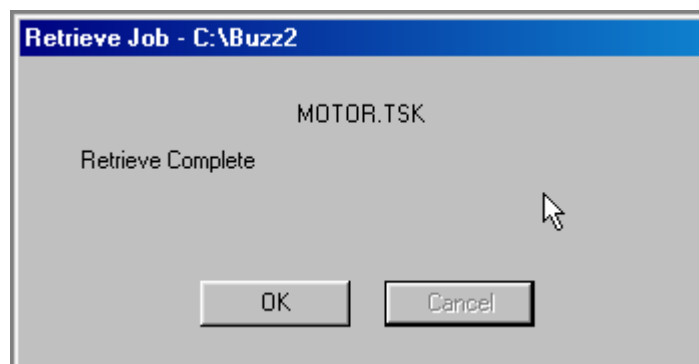 Retrieve Job - C:\Buzz2
MOTOR.TSK
Retrieve Complete
OK
Cancel